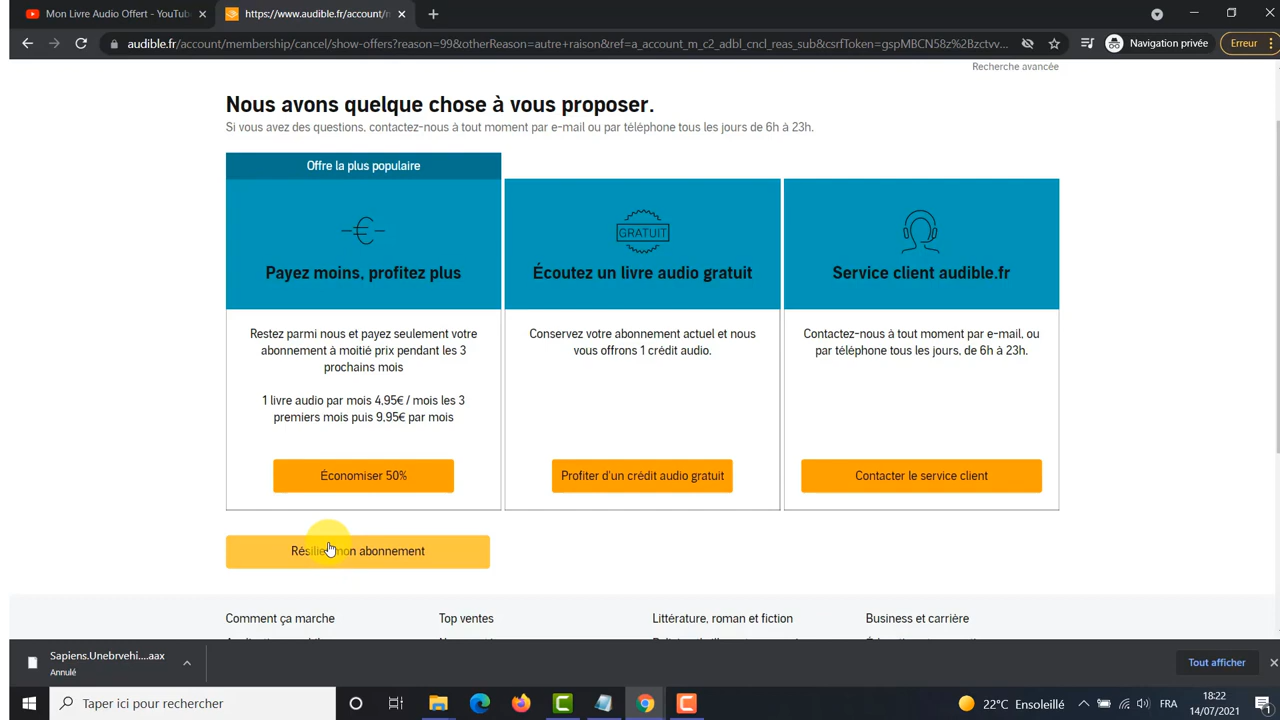 Mon Livre Audio Offert - YouTube
https://www.audible.fr/account/m
audible.fr/account/membership/cancel/show-offers?reason=99&otherReason=autre+raison&ref=a_account_m_c2_adbl_cncl_reas_sub&csrfToken=gspMBCN58z%2Bzctvv...
Navigation privée
Erreur
Recherche avancée
Nous avons quelque chose à vous proposer.
Si vous avez des questions, contactez-nous à tout moment par e-mail ou par téléphone tous les jours de 6h à 23h.
Offre la plus populaire
Payez moins, profitez plus
Restez parmi nous et payez seulement votre
abonnement à moitié prix pendant les 3
prochains mois
1 livre audio par mois 4,95€ / mois les 3
premiers mois puis 9,95€ par mois
Économiser 50%
GRATUIT
Écoutez un livre audio gratuit
Conservez votre abonnement actuel et nous
vous offrons 1 crédit audio.
Profiter d'un crédit audio gratuit
Service client audible.fr
Contactez-nous à tout moment par e-mail, ou
par téléphone tous les jours, de 6h à 23h.
Contacter le service client
Résilier mon abonnement
Comment ça marche
Top ventes
Littérature, roman et fiction
Business et carrière
Sapiens.Unebrvehi....aax
Annulé
Tout afficher
Taper ici pour rechercher
22°C Ensoleillé
FRA
18:22
14/07/2021
1